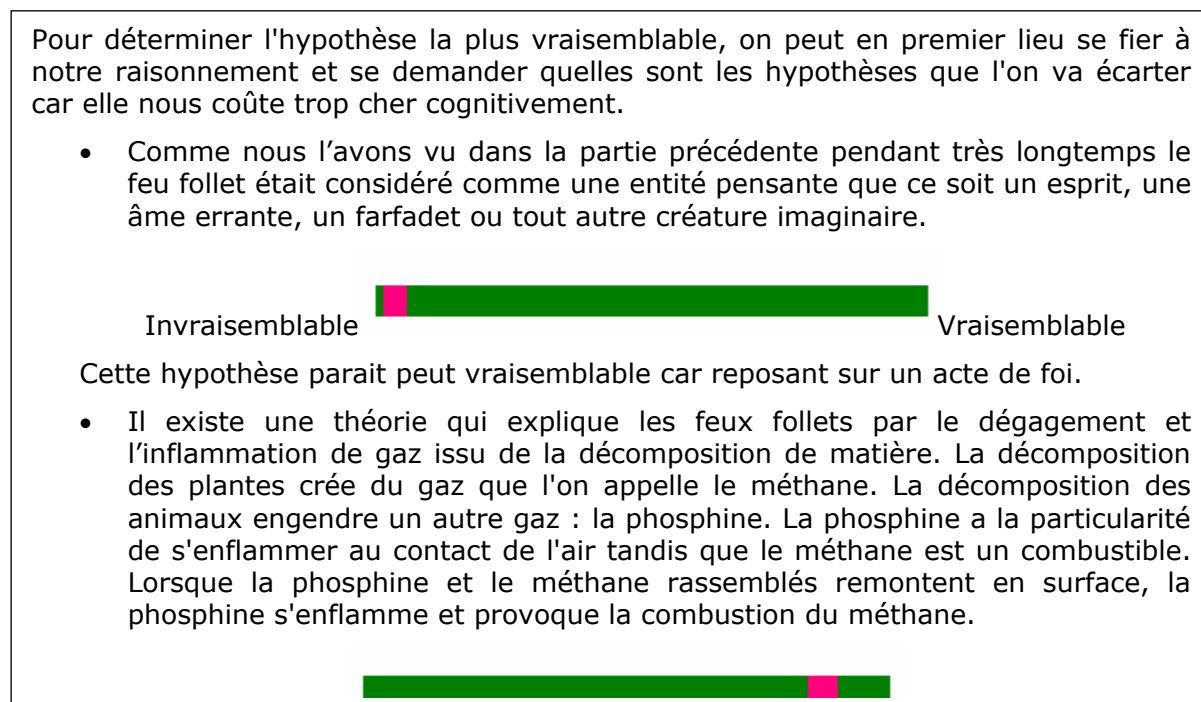 Pour déterminer l'hypothèse la plus vraisemblable, on peut en premier lieu se fier à
notre raisonnement et se demander quelles sont les hypothèses que l'on va écarter
car elle nous coûte trop cher cognitivement.
• Comme nous l’avons vu dans la partie précédente pendant très longtemps le
feu follet était considéré comme une entité pensante que ce soit un esprit, une
âme errante, un farfadet ou tout autre créature imaginaire.
Invraisemblable Vraisemblable
Cette hypothèse parait peut vraisemblable car reposant sur un acte de foi.
• Il existe une théorie qui explique les feux follets par le dégagement et
l’inflammation de gaz issu de la décomposition de matière. La décomposition
des plantes crée du gaz que l'on appelle le méthane. La décomposition des
animaux engendre un autre gaz : la phosphine. La phosphine a la particularité
de s'enflammer au contact de l'air tandis que le méthane est un combustible.
Lorsque la phosphine et le méthane rassemblés remontent en surface, la
phosphine s'enflamme et provoque la combustion du méthane.